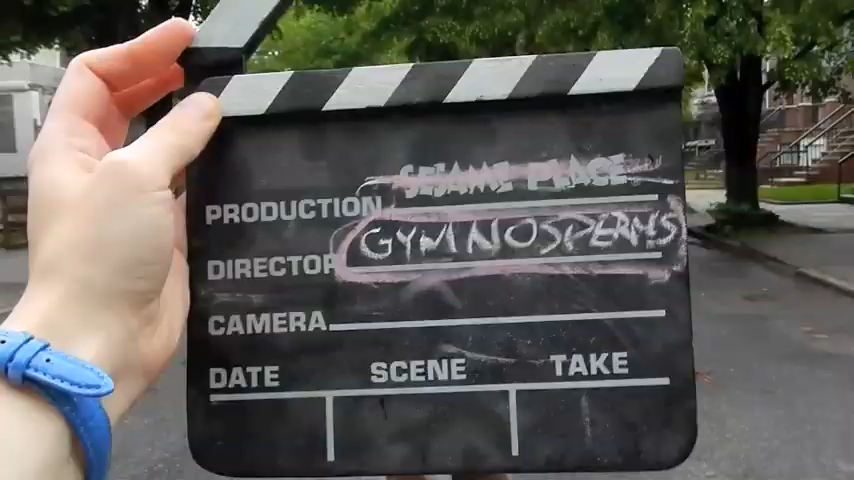 SESAME PLACE
PRODUCTION
GYMNOSPERMS
DIRECTOR
CAMERA
DATE SCENE TAKE